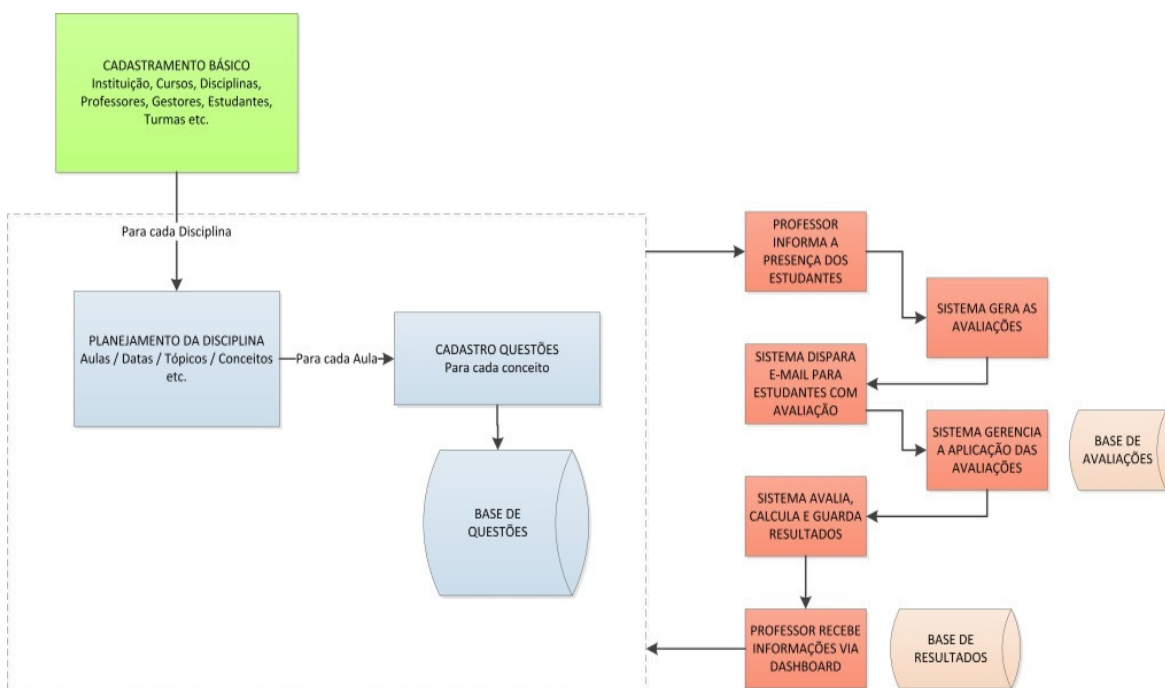 CADASTRAMENTO BÁSICO
Instituição, Cursos, Disciplinas,
Professores, Gestores, Estudantes,
Turmas etc.
Para cada Disciplina
PLANEJAMENTO DA DISCIPLINA
Aulas / Datas / Tópicos / Conceitos
etc.
Para cada Aula
CADASTRO QUESTÕES
Para cada conceito
BASE DE
QUESTÕES
PROFESSOR
INFORMA A
PRESENÇA DOS
ESTUDANTES
SISTEMA GERA AS
AVALIAÇÕES
SISTEMA DISPARA
E-MAIL PARA
ESTUDANTES COM
AVALIAÇÃO
SISTEMA GERENCIA
A APLICAÇÃO DAS
AVALIAÇÕES
BASE DE
AVALIAÇÕES
SISTEMA AVALIA,
CALCULA E GUARDA
RESULTADOS
PROFESSOR RECEBE
INFORMAÇÕES VIA
DASHBOARD
BASE DE
RESULTADOS